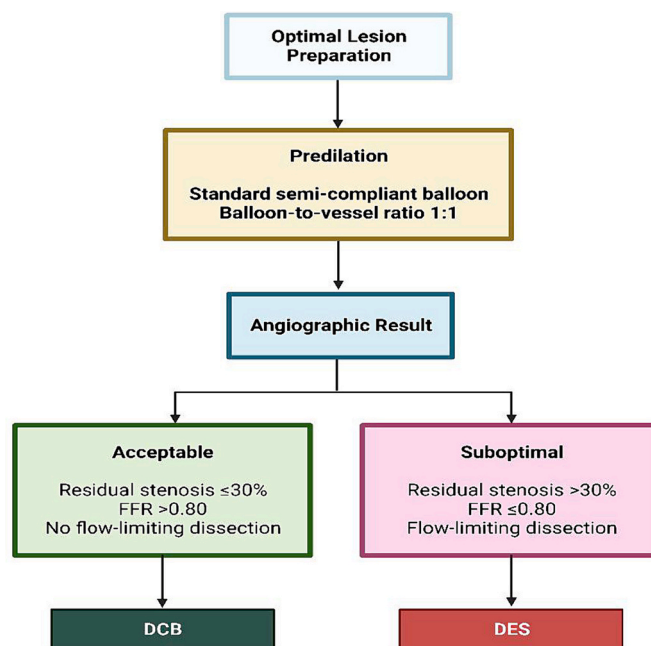 Optimal Lesion
Preparation
Predilation
Standard semi-compliant balloon
Balloon-to-vessel ratio 1:1
Angiographic Result
Acceptable
Residual stenosis ≤30%
FFR >0.80
No flow-limiting dissection
Suboptimal
Residual stenosis >30%
FFR ≤0.80
Flow-limiting dissection
DCB
DES